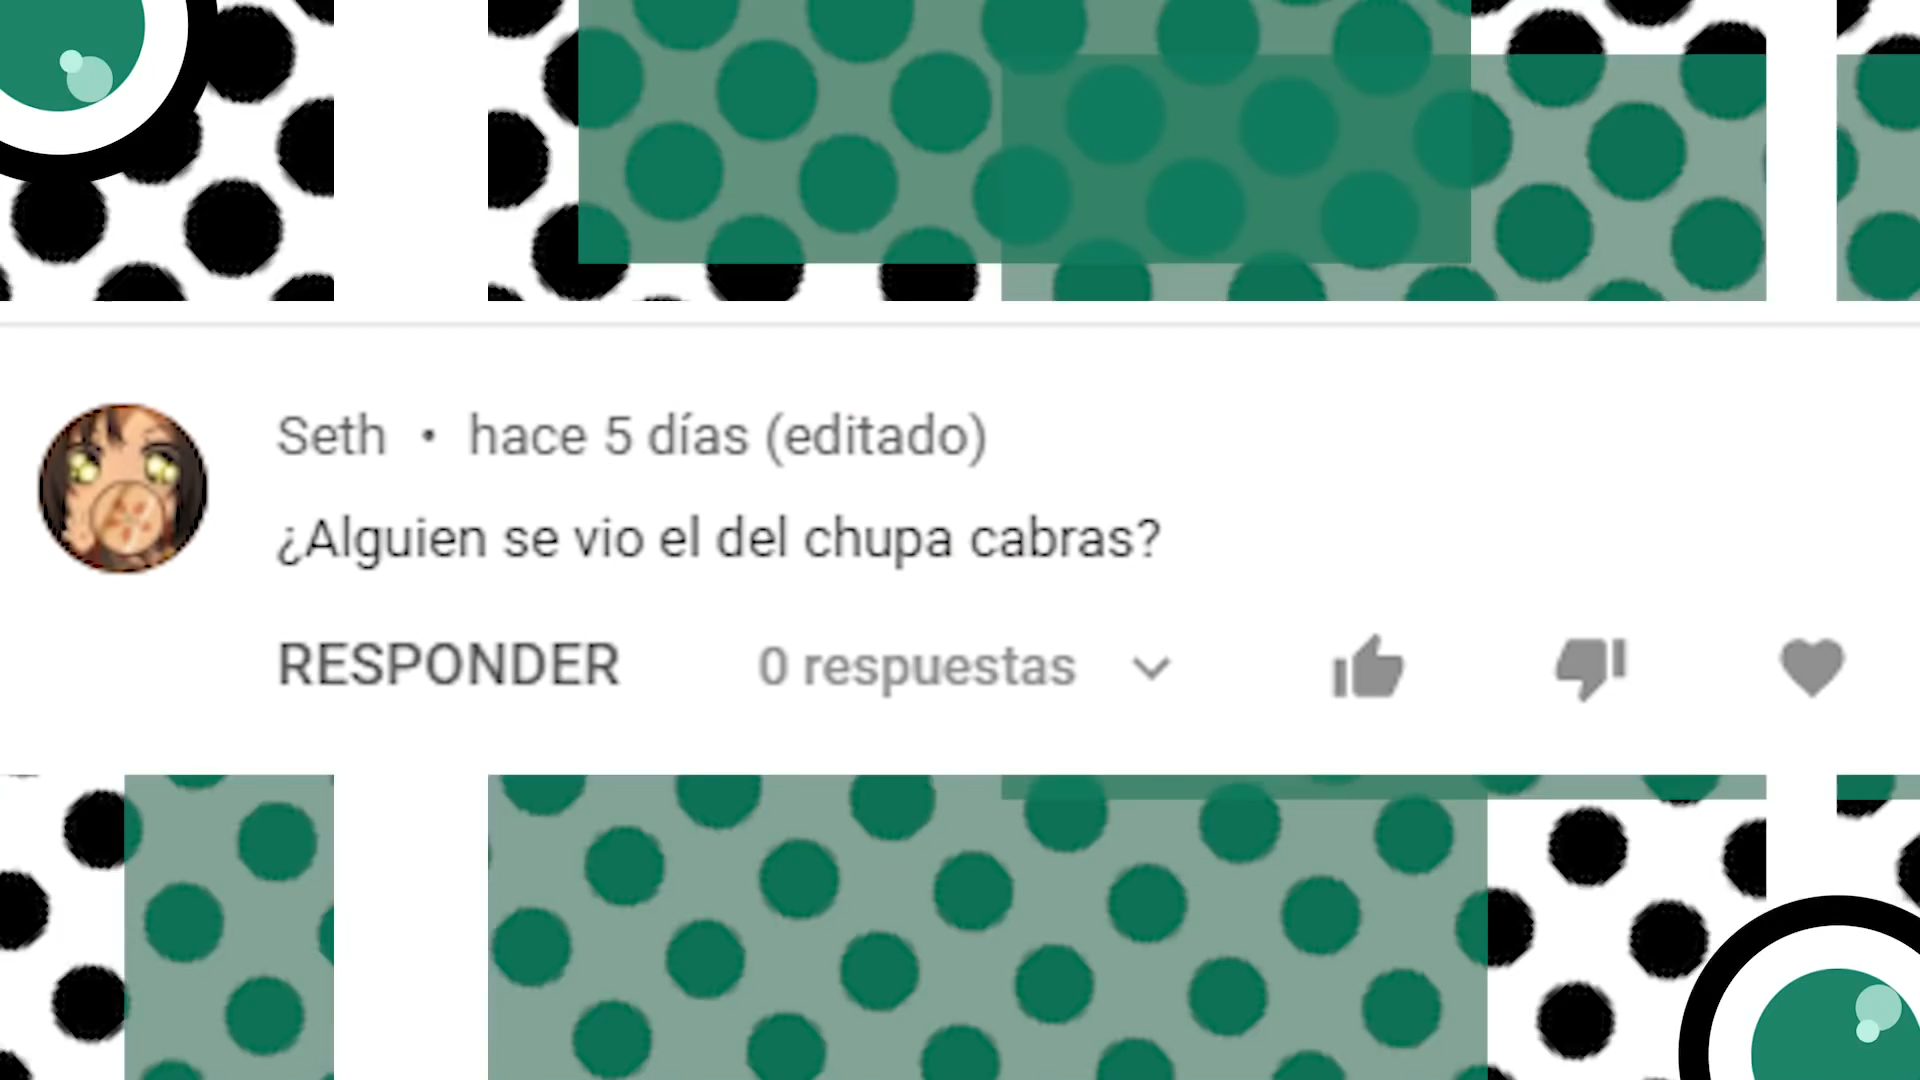 Seth • hace 5 días (editado)
¿Alguien se vio el del chupa cabras?
RESPONDER 0 respuestas